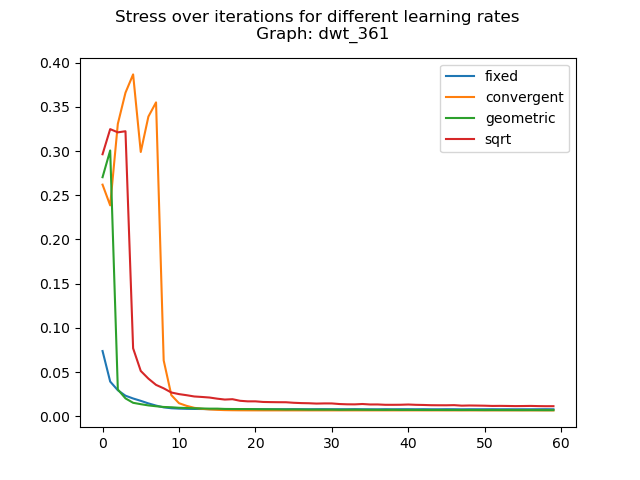 Stress over iterations for different learning rates
Graph: dwt_361
0.40
0.35
0.30
0.25
0.20
0.15
0.10
0.05
0.00
0 10 20 30 40 50 60
fixed
convergent
geometric
sqrt